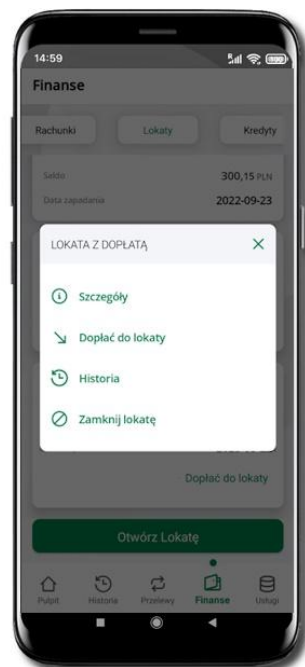 14:59
Finanse
Rachunki Lokaty Kredyty
Saldo 300,15 PLN
Data zapadania 2022-09-23
LOKATA Z DOPŁATĄ
Szczegóły
Dopłać do lokaty
Historia
Zamknij lokatę
Dopłać do lokaty
Otwórz Lokatę
Pulpit Historia Przelewy Finanse Usługi